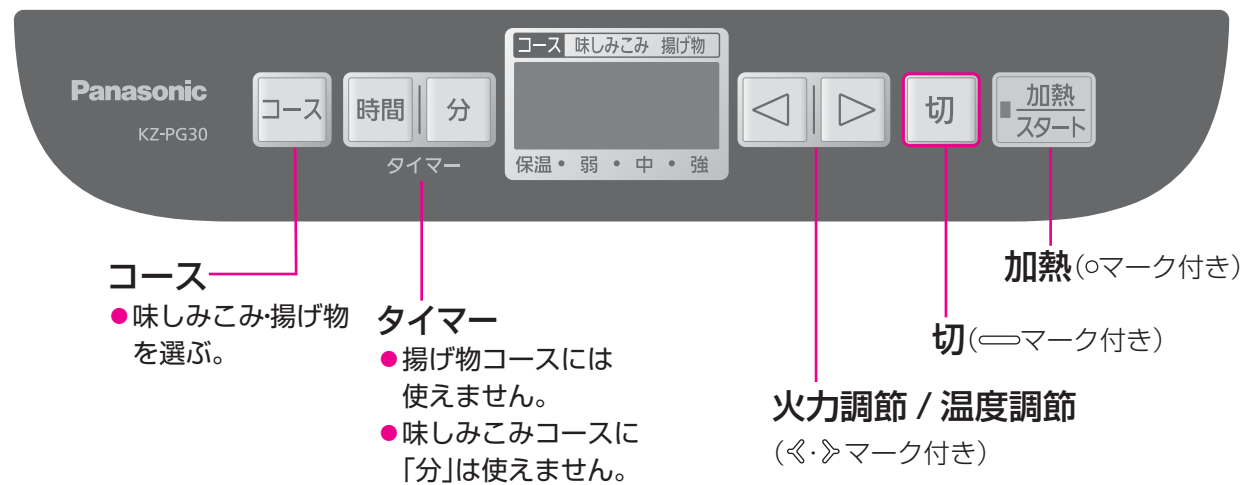 Panasonic
KZ-PG30
コース
時間
分
タイマー
コース 味しみこみ 揚げ物
保温・弱・中・強
切
加熱
スタート
コース
●味しみこみ・揚げ物
を選ぶ。
タイマー
●揚げ物コースには
使えません。
●味しみこみコースに
「分」は使えません。
火力調節 / 温度調節
(≪・≫マーク付き)
切(⊂⊃マーク付き)
加熱(○マーク付き)